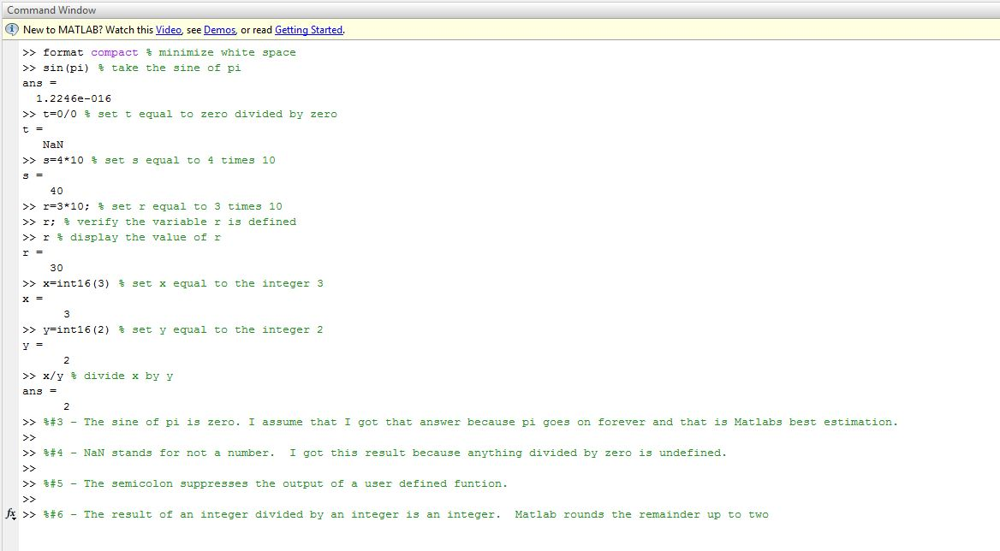 Command Window
New to MATLAB? Watch this Video, see Demos, or read Getting Started.
>> format compact % minimize white space
>> sin(pi) % take the sine of pi
ans =
1.2246e-016
>> t=0/0 % set t equal to zero divided by zero
t =
NaN
>> s=4*10 % set s equal to 4 times 10
s =
40
>> r=3*10; % set r equal to 3 times 10
>> r; % verify the variable r is defined
>> r % display the value of r
r =
30
>> x=int16(3) % set x equal to the integer 3
x =
3
>> y=int16(2) % set y equal to the integer 2
y =
2
>> x/y % divide x by y
ans =
2
>> %#3 - The sine of pi is zero. I assume that I got that answer because pi goes on forever and that is Matlabs best estimation.
>>
>> %#4 - NaN stands for not a number.  I got this result because anything divided by zero is undefined.
>>
>> %#5 - The semicolon suppresses the output of a user defined funtion.
>>
fx >> %#6 - The result of an integer divided by an integer is an integer.  Matlab rounds the remainder up to two